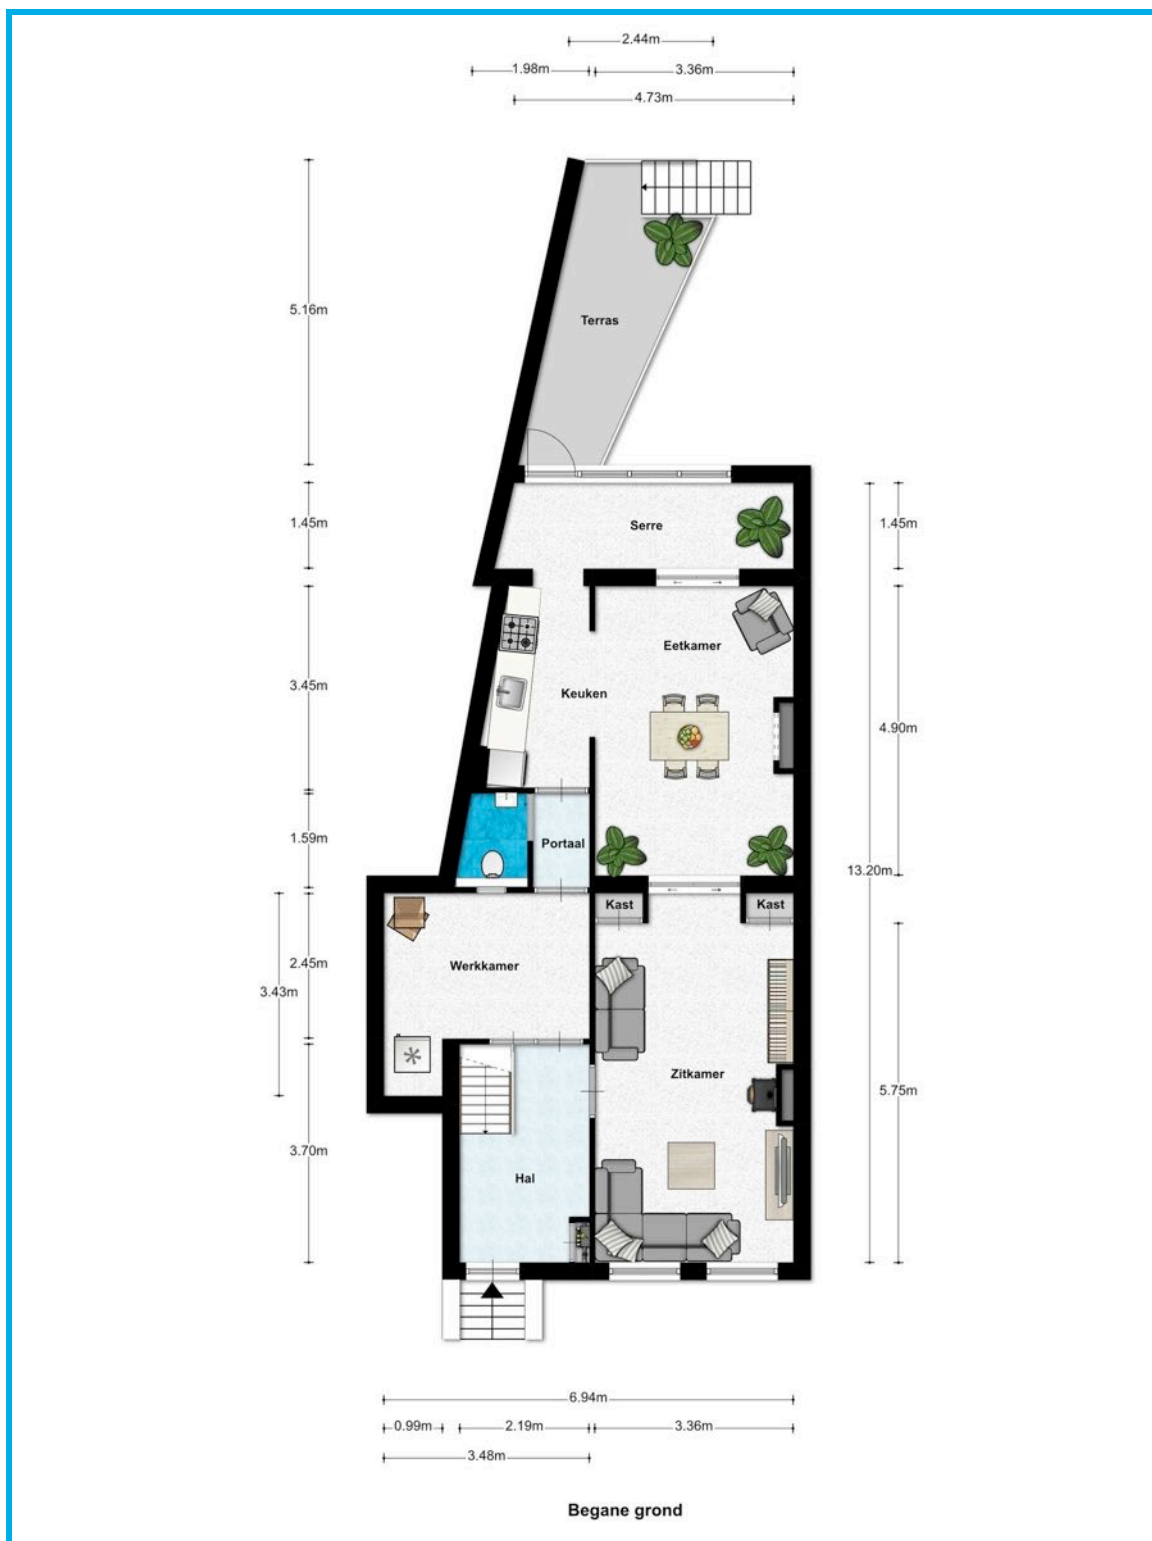 2.44m
1.98m 3.36m
4.73m
5.16m
Terras
1.45m Serre 1.45m
Eetkamer
3.45m Keuken
4.90m
1.59m Portaal
13.20m
Kast Kast
2.45m Werkkamer
3.43m
Zitkamer
5.75m
3.70m
Hal
6.94m
0.99m 2.19m 3.36m
3.48m
Begane grond